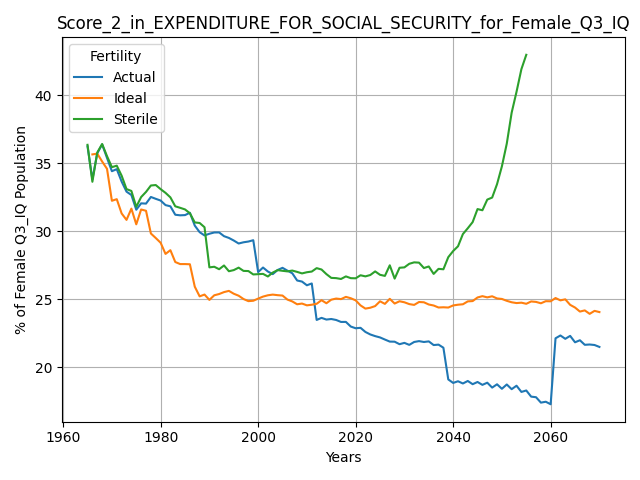 Score_2_in_EXPENDITURE_FOR_SOCIAL_SECURITY_for_Female_Q3_IQ
Fertility
Actual
Ideal
Sterile
% of Female Q3_IQ Population
40
35
30
25
20
1960
1980
2000
2020
2040
2060
Years